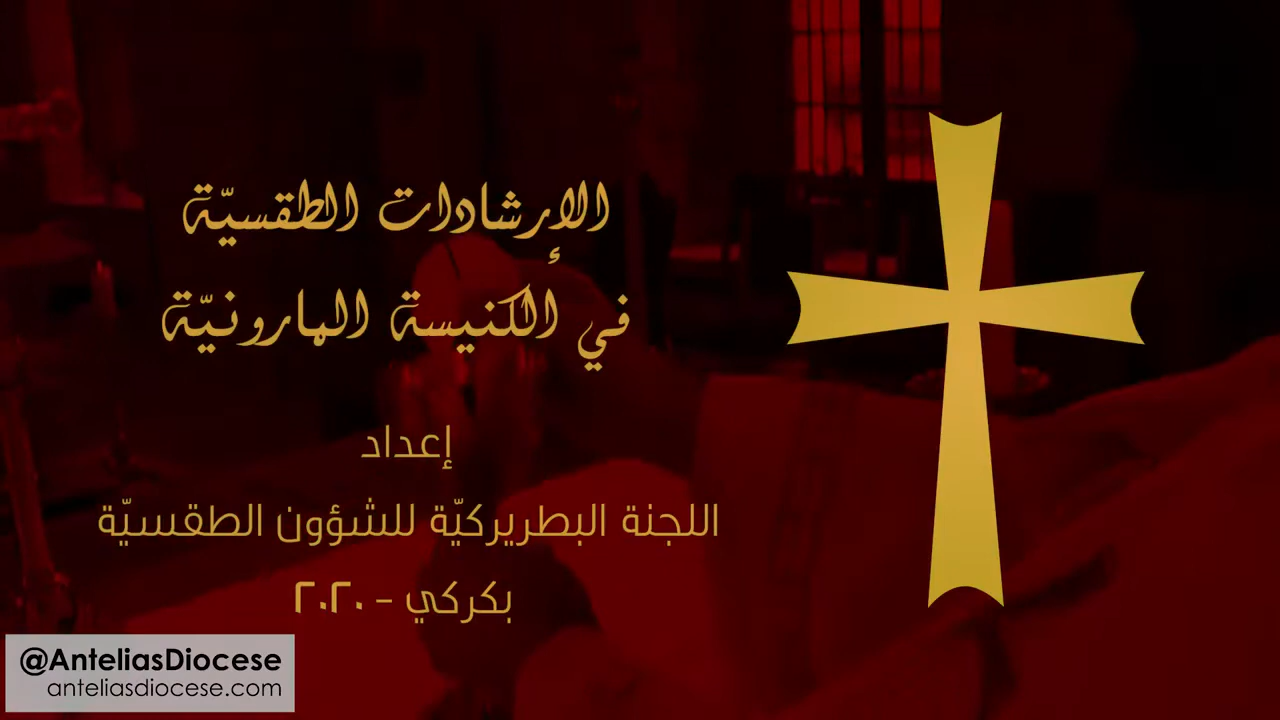 الإرشادات الطقسيّة
في الكنيسة المارونيّة
إعداد
اللجنة البطريركيّة للشؤون الطقسيّة
بكركي - ٢٠٢٠
@AnteliasDiocese
anteliasdiocese.com